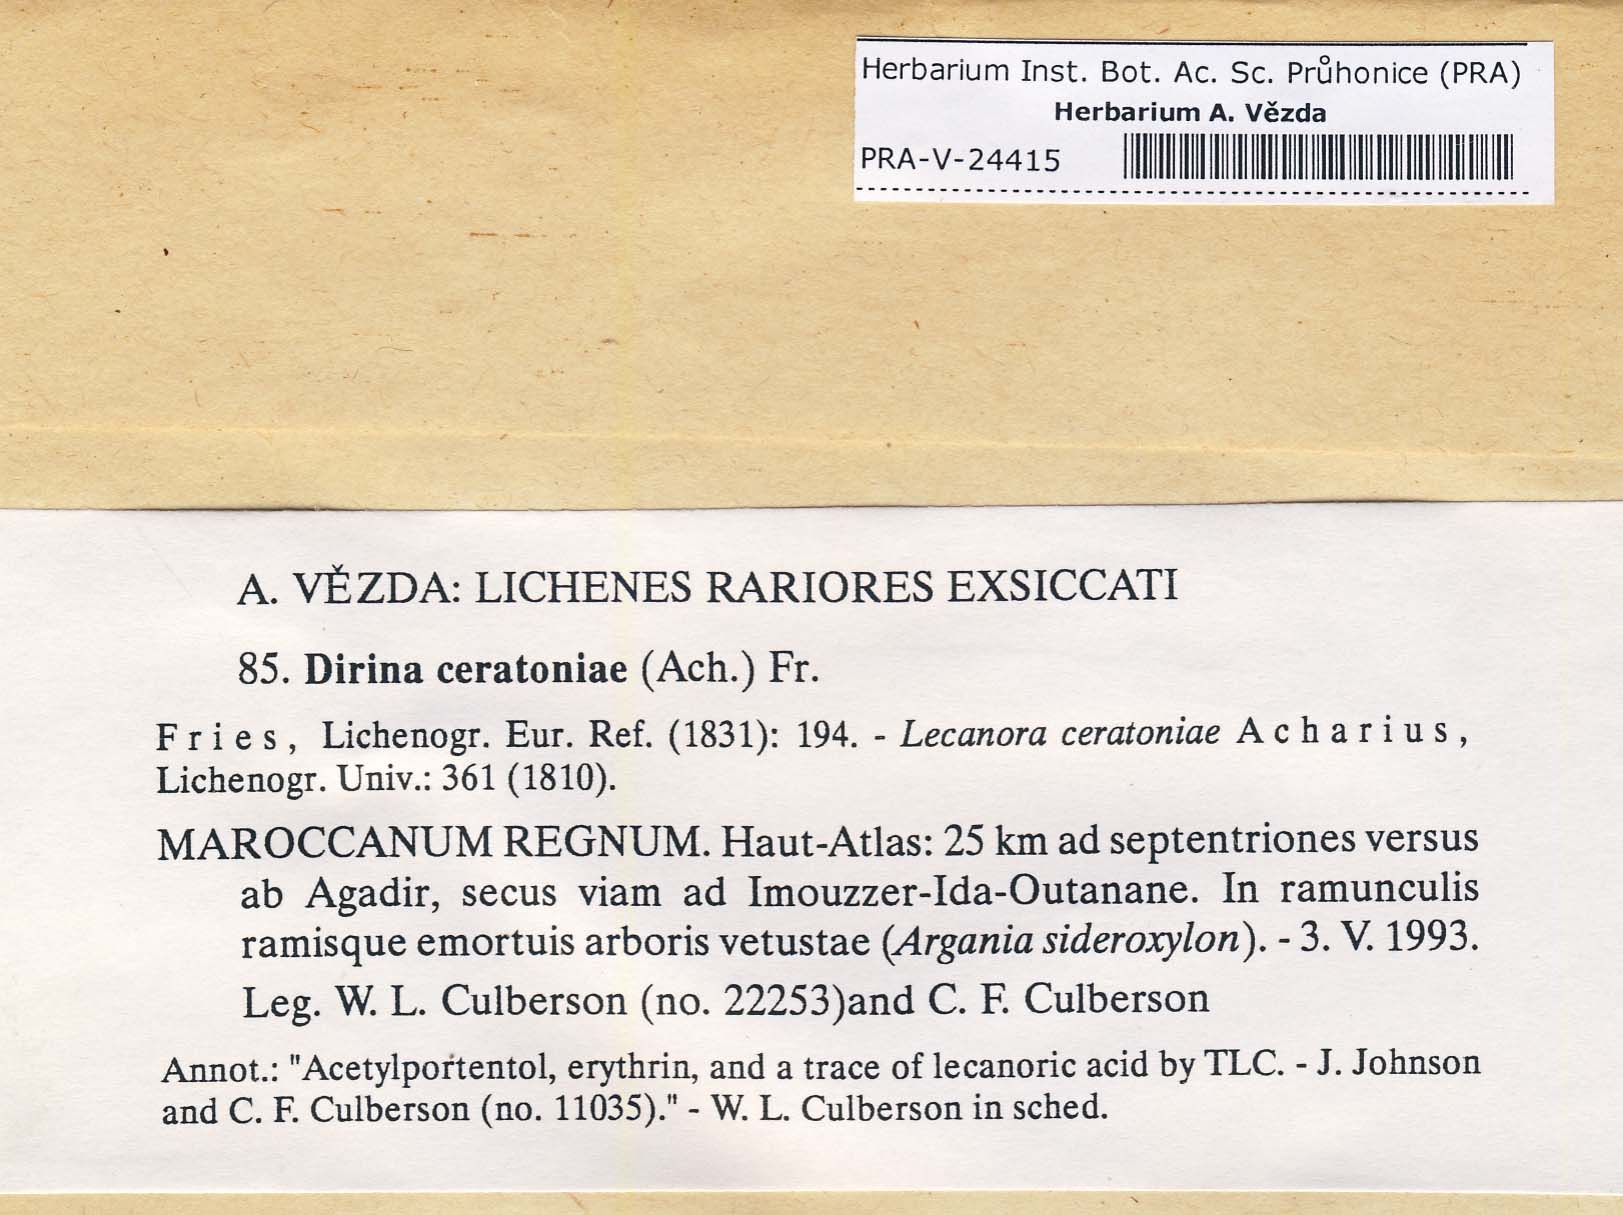 Herbarium Inst. Bot. Ac. Sc. Průhonice (PRA)
Herbarium A. Vězda
PRA-V-24415
A. VĚZDA: LICHENES RARIORES EXSICCATI
85. Dirina ceratoniae (Ach.) Fr.
Fries, Lichenogr. Eur. Ref. (1831): 194. - Lecanora ceratoniae Acharius,
Lichenogr. Univ.: 361 (1810).
MAROCCANUM REGNUM. Haut-Atlas: 25 km ad septentriones versus
ab Agadir, secus viam ad Imouzzer-Ida-Outanane. In ramunculis
ramisque emortuis arboris vetustae (Argania sideroxylon). - 3. V. 1993.
Leg. W. L. Culberson (no. 22253)and C. F. Culberson
Annot.: "Acetylportentol, erythrin, and a trace of lecanoric acid by TLC. - J. Johnson
and C. F. Culberson (no. 11035)." - W. L. Culberson in sched.